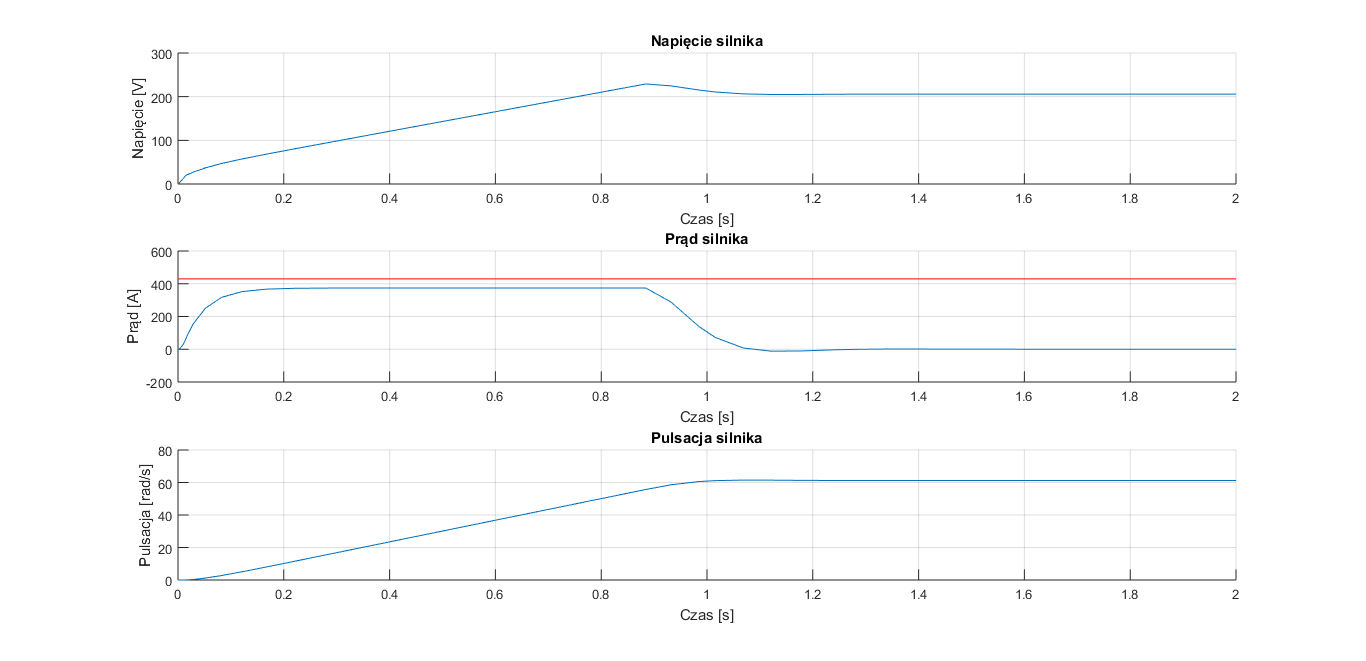 Napięcie silnika
Napięcie [V]
300
200
100
0
0 0.2 0.4 0.6 0.8 1 1.2 1.4 1.6 1.8 2
Czas [s]
Prąd silnika
Prąd [A]
600
400
200
0
-200
0 0.2 0.4 0.6 0.8 1 1.2 1.4 1.6 1.8 2
Czas [s]
Pulsacja silnika
Pulsacja [rad/s]
80
60
40
20
0
0 0.2 0.4 0.6 0.8 1 1.2 1.4 1.6 1.8 2
Czas [s]